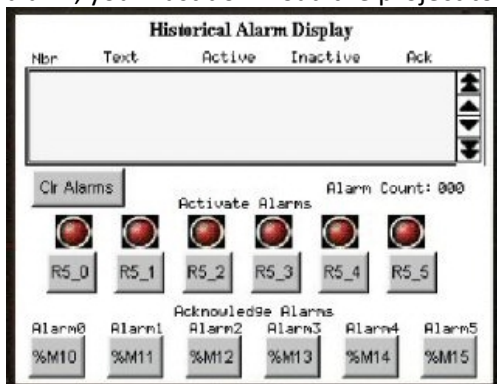 Historical Alarm Display
Nbr Text Active Inactive Ack
Clr Alarms
Alarm Count: 000
Activate Alarms
R5_0 R5_1 R5_2 R5_3 R5_4 R5_5
Acknowledge Alarms
Alarm0 Alarm1 Alarm2 Alarm3 Alarm4 Alarm5
%M10 %M11 %M12 %M13 %M14 %M15